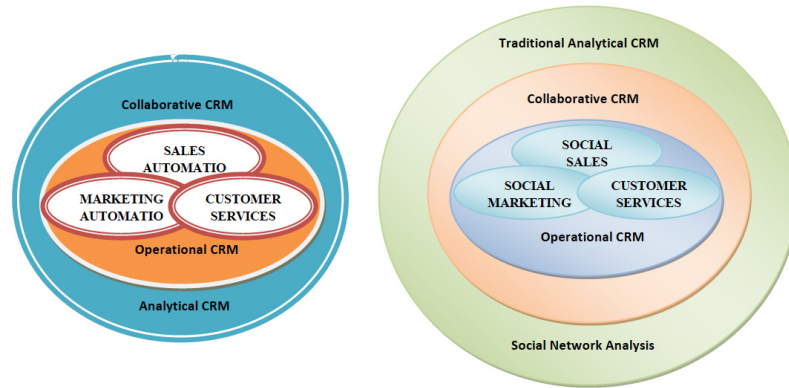 Collaborative CRM
SALES
AUTOMATIO
MARKETING
AUTOMATIO
CUSTOMER
SERVICES
Operational CRM
Analytical CRM
Traditional Analytical CRM
Collaborative CRM
SOCIAL
SALES
SOCIAL
MARKETING
CUSTOMER
SERVICES
Operational CRM
Social Network Analysis